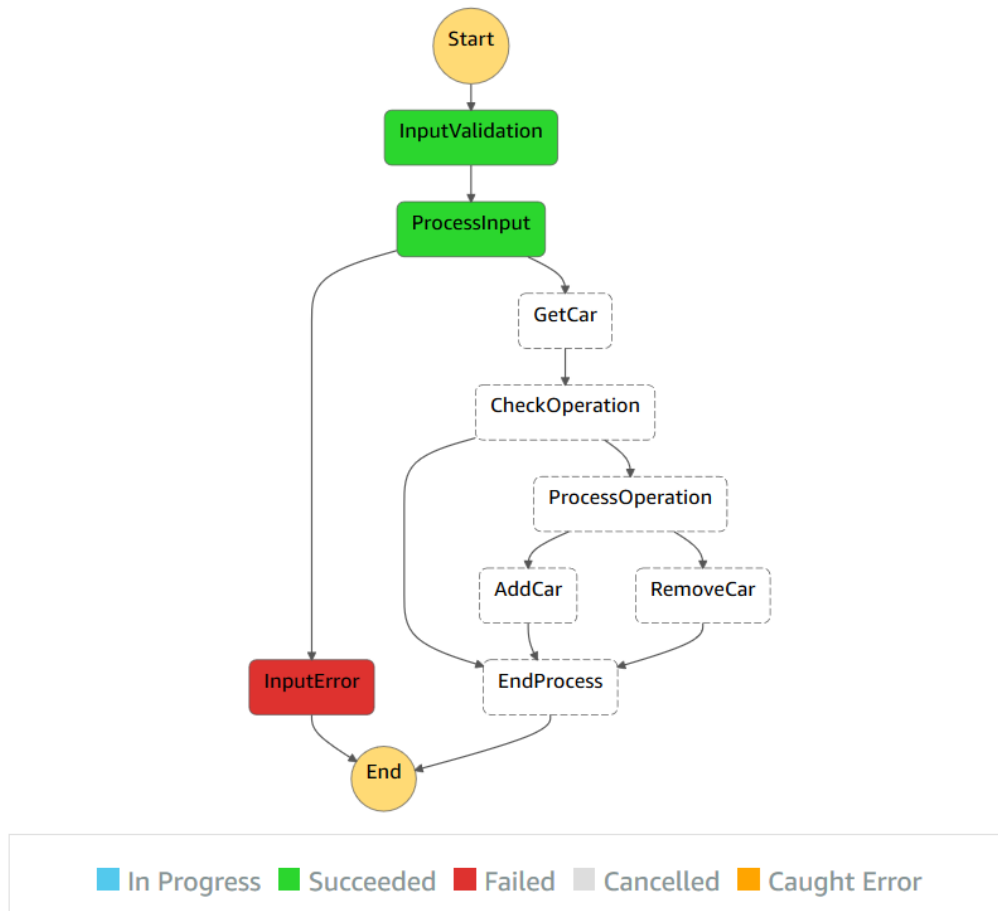 Start
InputValidation
ProcessInput
GetCar
CheckOperation
ProcessOperation
AddCar
RemoveCar
InputError
EndProcess
End
In Progress Succeeded Failed Cancelled Caught Error